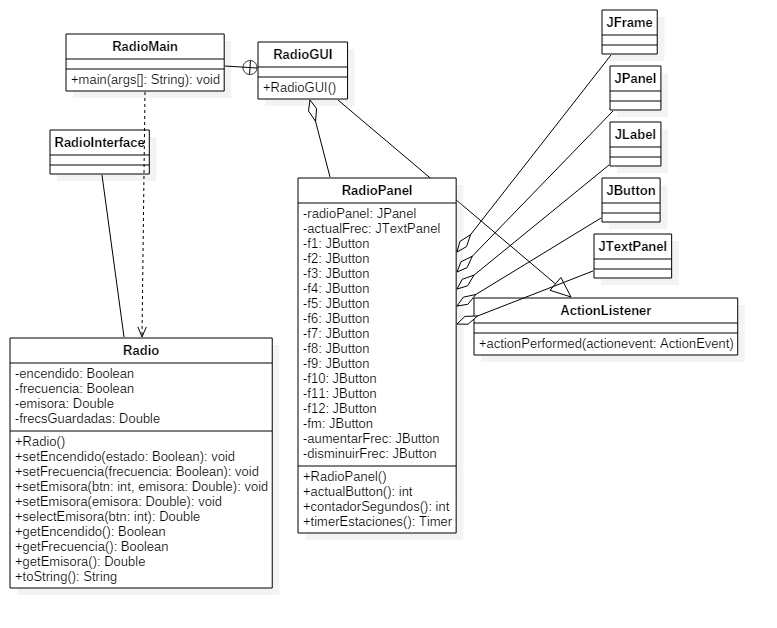 RadioMain
+main(args[]: String): void
RadioGUI
+RadioGUI()
JFrame
JPanel
JLabel
JButton
JTextPanel
RadioInterface
RadioPanel
-radioPanel: JPanel
-actualFrec: JTextPanel
-f1: JButton
-f2: JButton
-f3: JButton
-f4: JButton
-f5: JButton
-f6: JButton
-f7: JButton
-f8: JButton
-f9: JButton
-f10: JButton
-f11: JButton
-f12: JButton
-fm: JButton
-aumentarFrec: JButton
-disminuirFrec: JButton
+RadioPanel()
+actualButton(): int
+contadorSegundos(): int
+timerEstaciones(): Timer
ActionListener
+actionPerformed(actionevent: ActionEvent)
Radio
-encendido: Boolean
-frecuencia: Boolean
-emisora: Double
-frecsGuardadas: Double
+Radio()
+setEncendido(estado: Boolean): void
+setFrecuencia(frecuencia: Boolean): void
+setEmisora(btn: int, emisora: Double): void
+setEmisora(emisora: Double): void
+selectEmisora(btn: int): Double
+getEncendido(): Boolean
+getFrecuencia(): Boolean
+getEmisora(): Double
+toString(): String